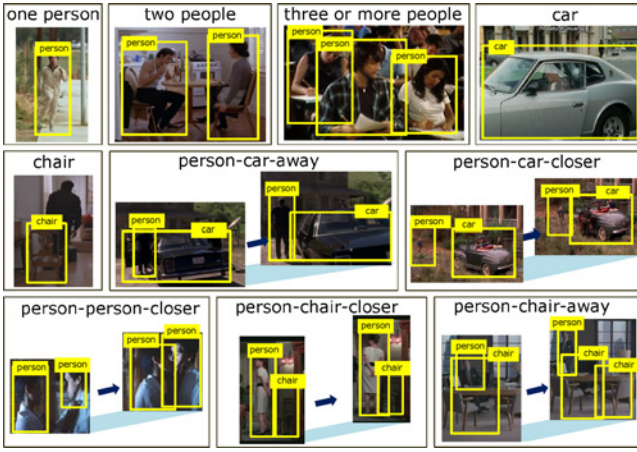 one person
two people
three or more people
car
person
person
person
person
person
person
car
chair
person-car-away
person-car-closer
chair
person
car
person
car
person
car
person
car
person-person-closer
person-chair-closer
person-chair-away
person
person
person
person
person
chair
person
chair
person
chair
person
chair
chair